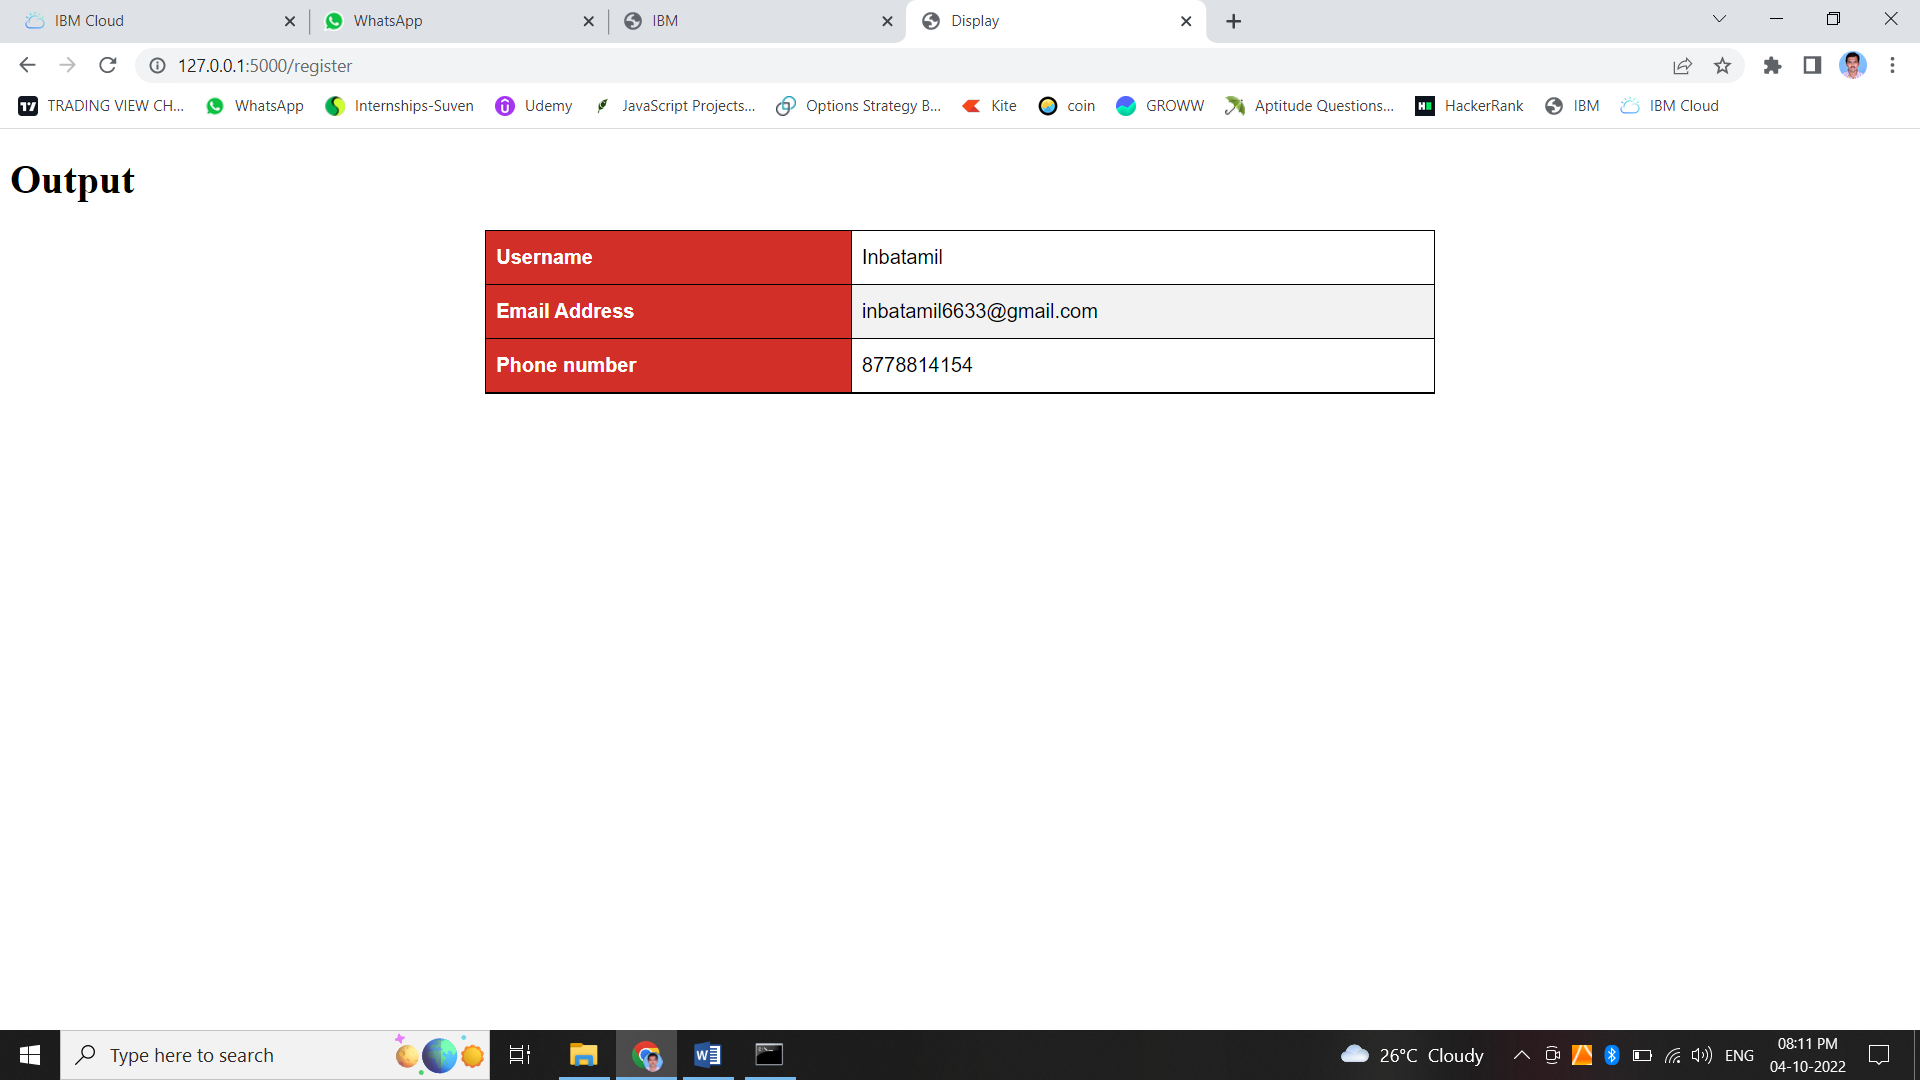 IBM Cloud
WhatsApp
IBM
Display
127.0.0.1:5000/register
TRADING VIEW CH... WhatsApp Internships-Suven Udemy JavaScript Projects... Options Strategy B... Kite coin GROWW Aptitude Questions... HackerRank IBM IBM Cloud
Output
Username Inbatamil
Email Address inbatamil6633@gmail.com
Phone number 8778814154
Type here to search
26°C Cloudy
ENG
08:11 PM
04-10-2022